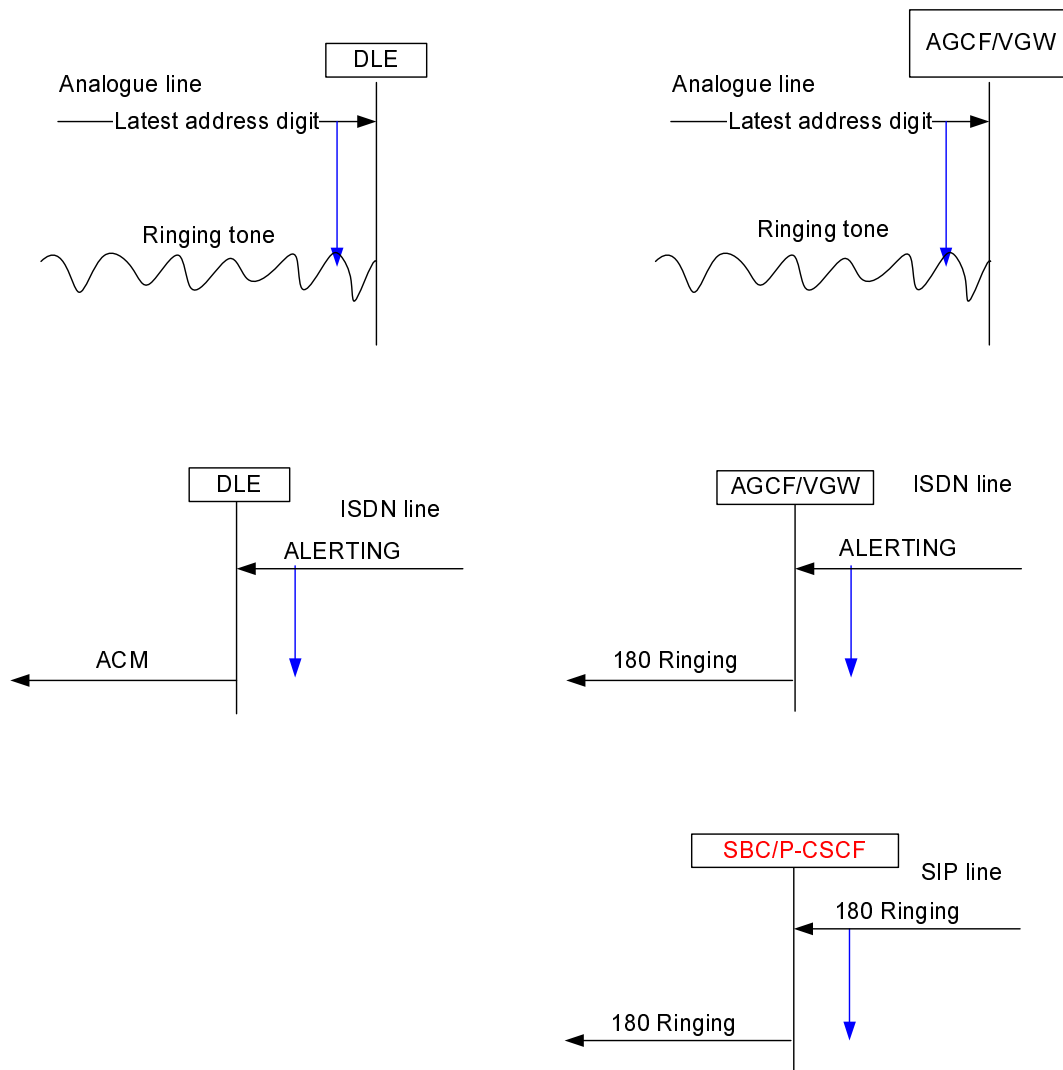 DLE
Analogue line
Latest address digit
Ringing tone
AGCF/VGW
Analogue line
Latest address digit
Ringing tone
DLE
ISDN line
ALERTING
ACM
AGCF/VGW
ISDN line
ALERTING
180 Ringing
SBC/P-CSCF
SIP line
180 Ringing
180 Ringing